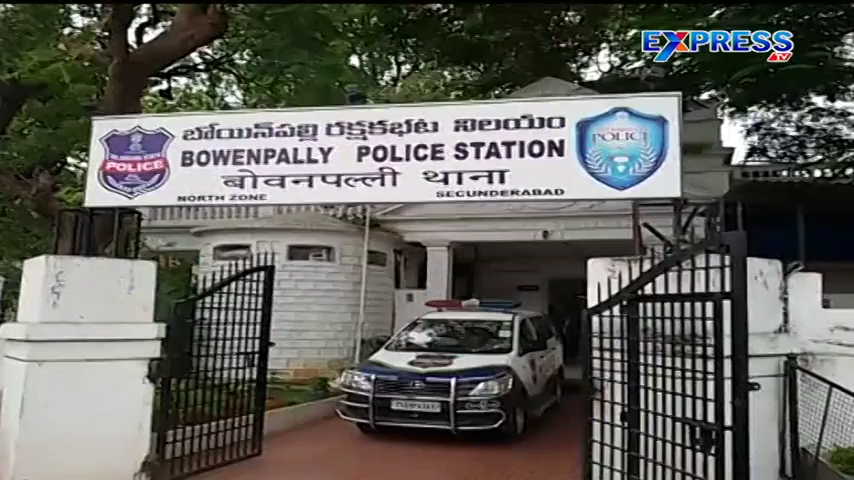 EXPRESS
TV
బోయిన్‌పల్లి రక్షకభట నిలయం
BOWENPALLY POLICE STATION
बोवनपल्ली थाना
NORTH ZONE
SECUNDERABAD
POLICE
POLICE